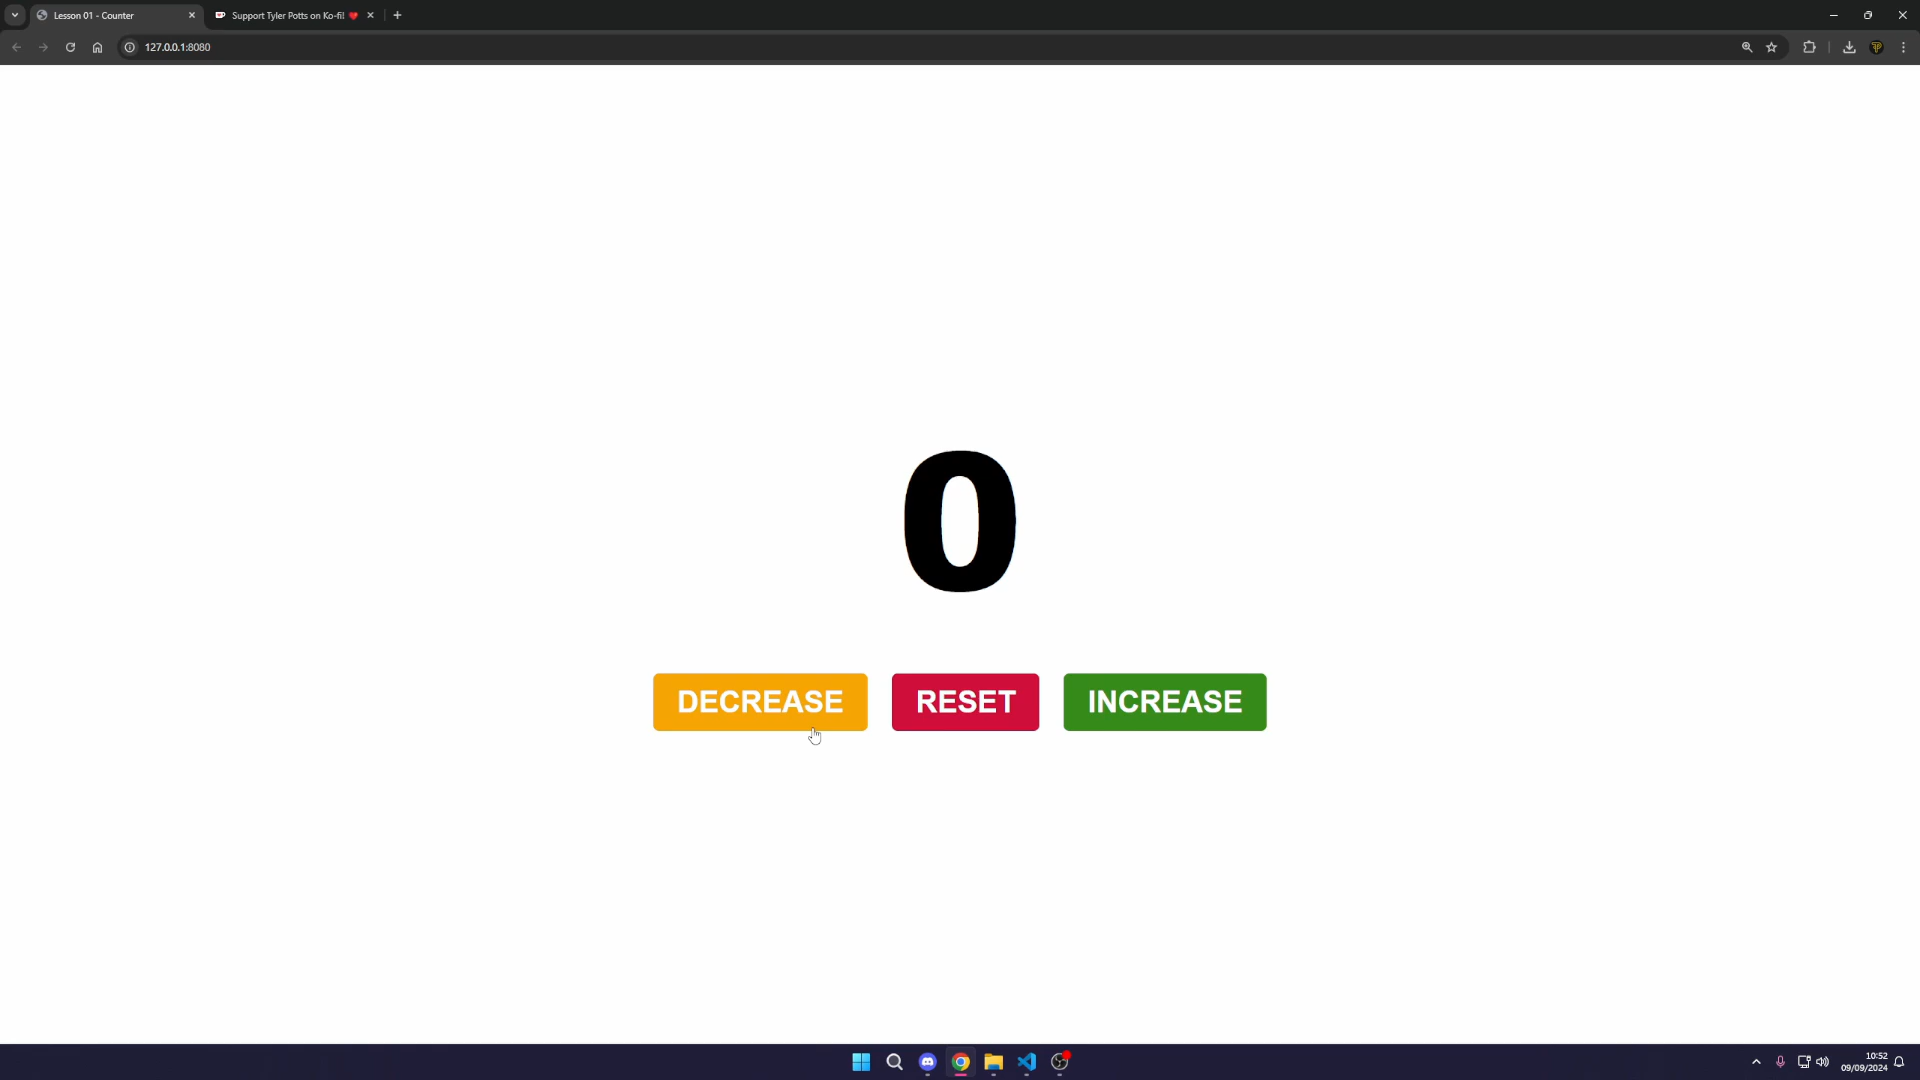 Lesson 01 - Counter
Support Tyler Potts on Ko-fi! ❤️
127.0.0.1:8080
0
DECREASE
RESET
INCREASE
10:52
09/09/2024